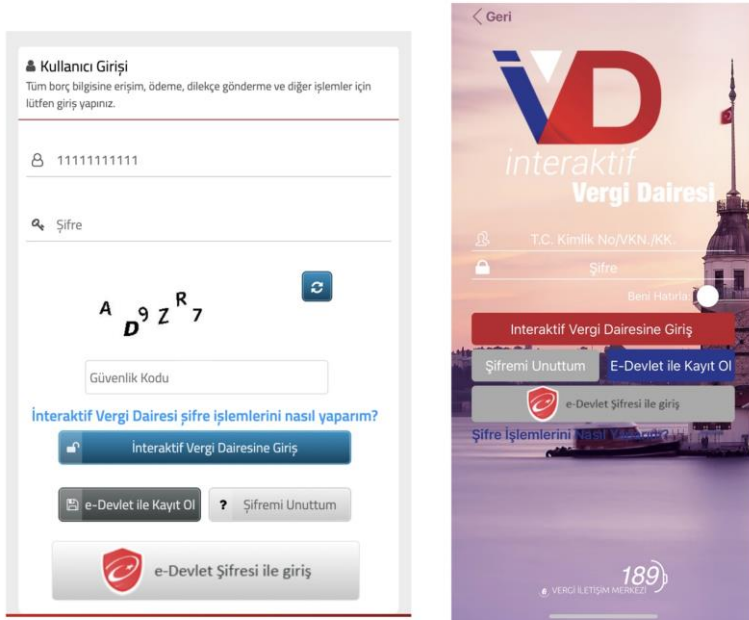 Kullanıcı Girişi
Tüm borç bilgisine erişim, ödeme, dilekçe gönderme ve diğer işlemler için
lütfen giriş yapınız.
11111111111
Şifre
A D 9 Z R 7
Güvenlik Kodu
İnteraktif Vergi Dairesi şifre işlemlerini nasıl yaparım?
İnteraktif Vergi Dairesine Giriş
e-Devlet ile Kayıt Ol
? Şifremi Unuttum
e-Devlet Şifresi ile giriş
Geri
iVD
interaktif
Vergi Dairesi
T.C. Kimlik No/VKN./KK.
Şifre
Beni Hatırla
Interaktif Vergi Dairesine Giriş
Şifremi Unuttum
E-Devlet ile Kayıt Ol
e-Devlet Şifresi ile giriş
Şifre İşlemlerini Nasıl Yaparım?
189
VERGİ İLETİŞİM MERKEZİ